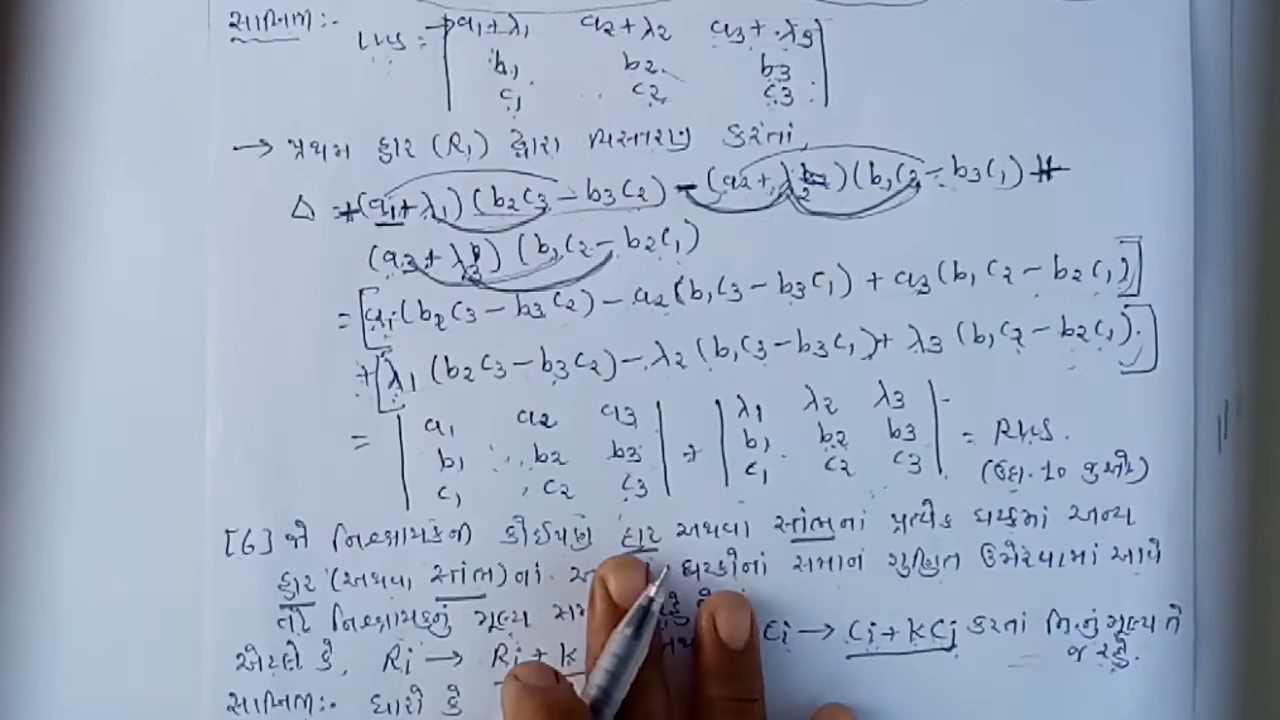 સાબિતી:-
LHS = | a₁+λ₁ a₂+λ₂ a₃+λ₃ |
| b₁ b₂ b₃ |
| c₁ c₂ c₃ |
→ પ્રથમ હાર (R₁) દ્વારા વિસ્તરણ કરતાં,
Δ = +(a₁+λ₁)(b₂c₃ − b₃c₂) − (a₂+λ₂)(b₁c₃ − b₃c₁) +
(a₃+λ₃)(b₁c₂ − b₂c₁)
= [a₁(b₂c₃ − b₃c₂) − a₂(b₁c₃ − b₃c₁) + a₃(b₁c₂ − b₂c₁)]
+ [λ₁(b₂c₃ − b₃c₂) − λ₂(b₁c₃ − b₃c₁) + λ₃(b₁c₂ − b₂c₁)]
= | a₁ a₂ a₃ | + | λ₁ λ₂ λ₃ |
| b₁ b₂ b₃ | | b₁ b₂ b₃ | = RHS.
| c₁ c₂ c₃ | | c₁ c₂ c₃ | (ઉદા. 10 જુઓ)
[6] જો નિશ્ચાયકની કોઈપણ હાર અથવા સ્તંભનાં પ્રત્યેક ઘટકમાં અન્ય
હાર (અથવા સ્તંભ)નાં ઘટકોનાં સમાન ગુણિત ઉમેરવામાં આવે
તો નિશ્ચાયકનું મૂલ્ય રહે
એટલે કે, Ri → Ri + k Ci → Ci + kCj કરતાં નિ.નું મૂલ્ય તે
જ રહે.
સાબિતી:- ધારો કે